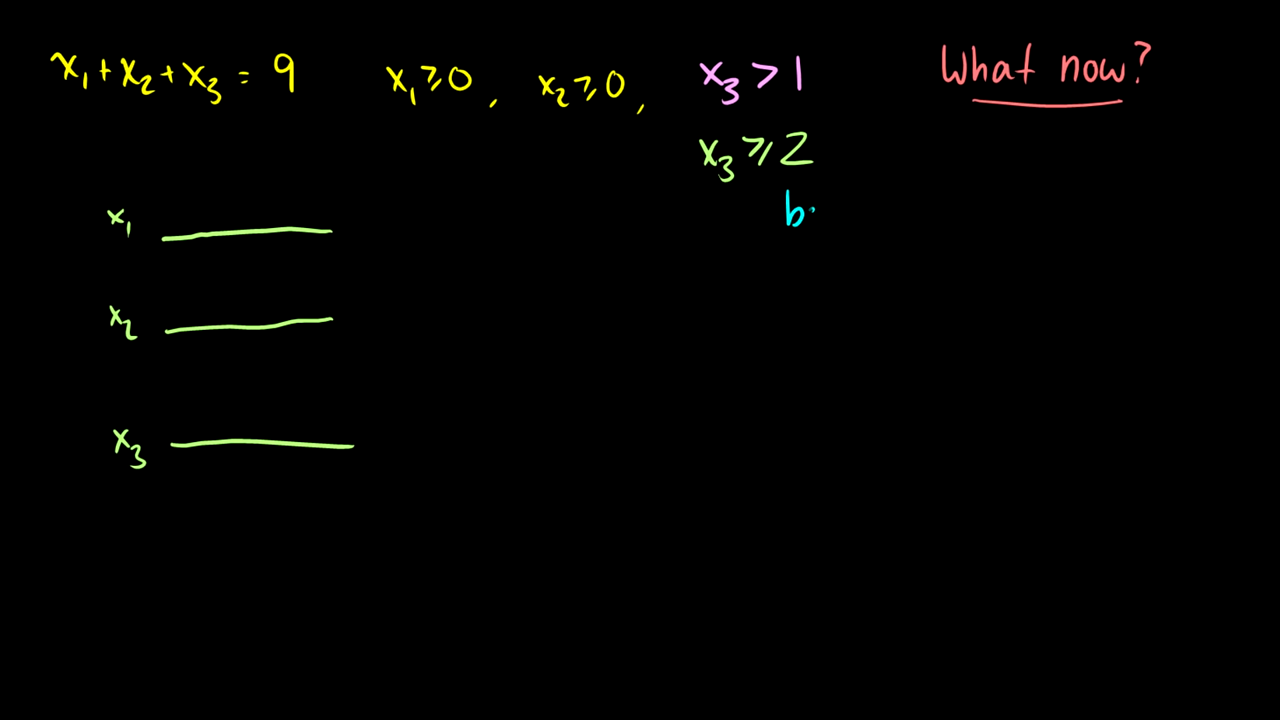 x₁ + x₂ + x₃ = 9 x₁ ⩾ 0 , x₂ ⩾ 0 , x₃ > 1 What now?
x₃ ⩾ 2
b
x₁
x₂
x₃